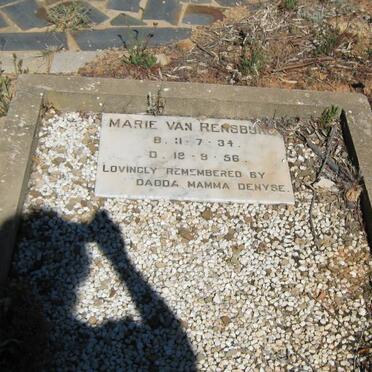 MARIE VAN RENSBURG
B. 11-7-34.
D. 12-9-56.
LOVINGLY REMEMBERED BY
DADDA MAMMA DENYSE.